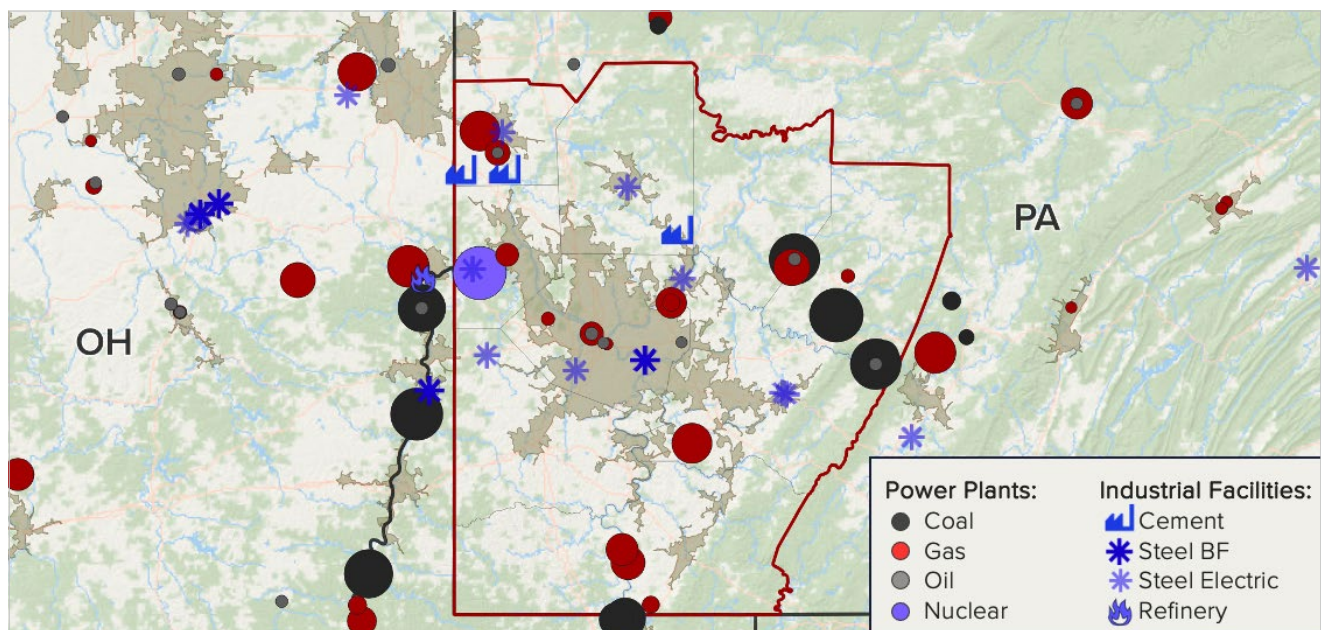 PA
OH
Power Plants:
Coal
Gas
Oil
Nuclear
Industrial Facilities:
Cement
Steel BF
Steel Electric
Refinery